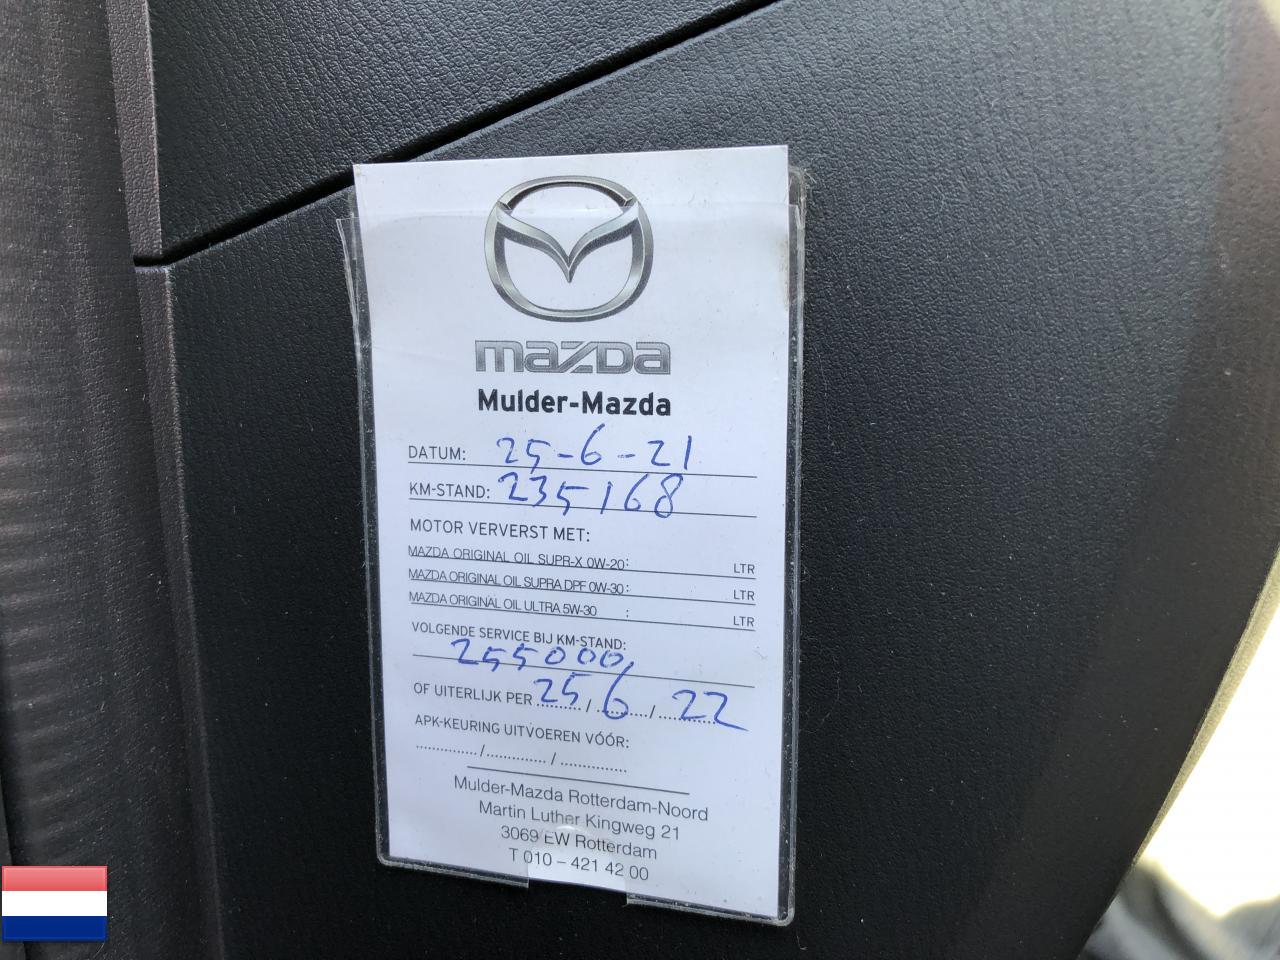 mazda
Mulder-Mazda
DATUM: 25-6-21
KM-STAND: 235168
MOTOR VERVERST MET:
MAZDA ORIGINAL OIL SUPR-X 0W-20: LTR
MAZDA ORIGINAL OIL SUPRA DPF 0W-30: LTR
MAZDA ORIGINAL OIL ULTRA 5W-30 : LTR
VOLGENDE SERVICE BIJ KM-STAND:
255000,
OF UITERLIJK PER 25 / 6 / 22
APK-KEURING UITVOEREN VÓÓR:
............../............../..............
Mulder-Mazda Rotterdam-Noord
Martin Luther Kingweg 21
3069 EW Rotterdam
T 010 – 421 42 00